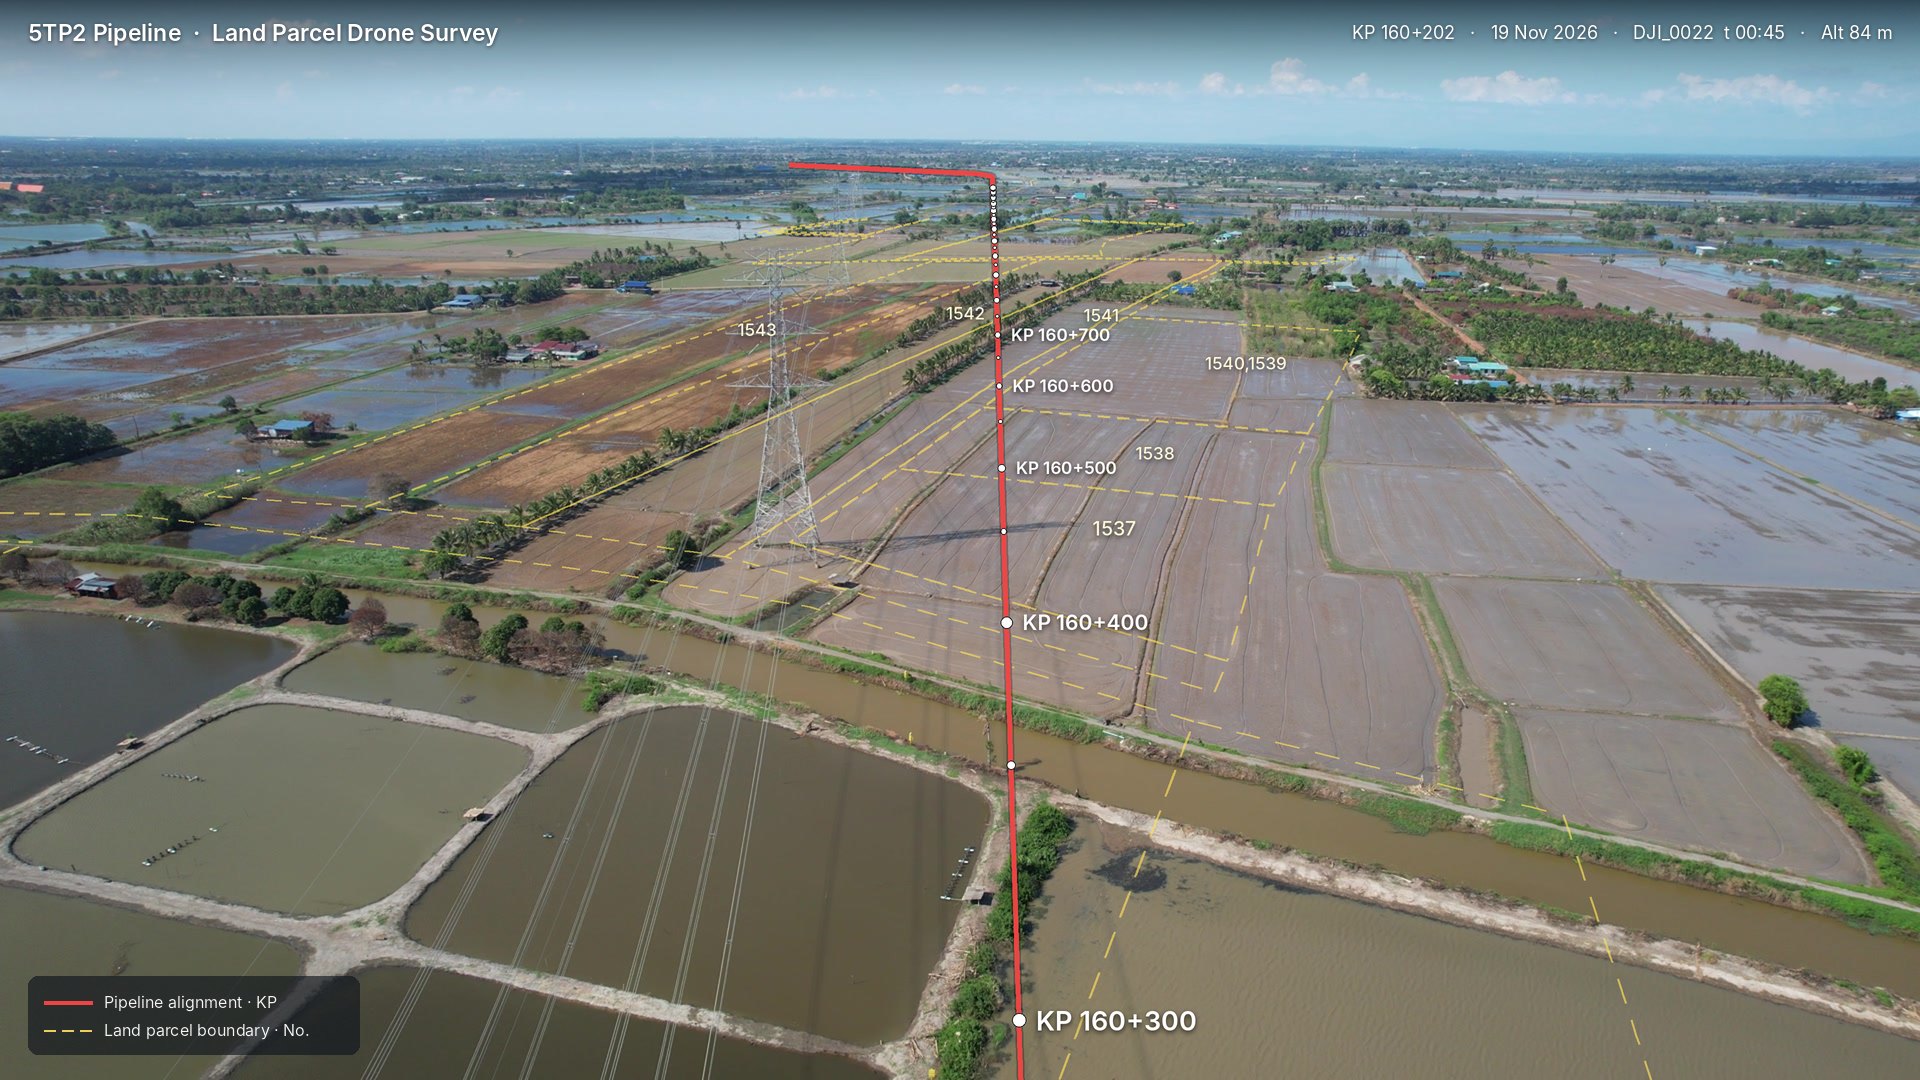 5TP2 Pipeline · Land Parcel Drone Survey
KP 160+202 · 19 Nov 2026 · DJI_0022 t 00:45 · Alt 84 m
1542
1541
1543
KP 160+700
1540,1539
KP 160+600
1538
KP 160+500
1537
KP 160+400
KP 160+300
Pipeline alignment · KP
Land parcel boundary · No.